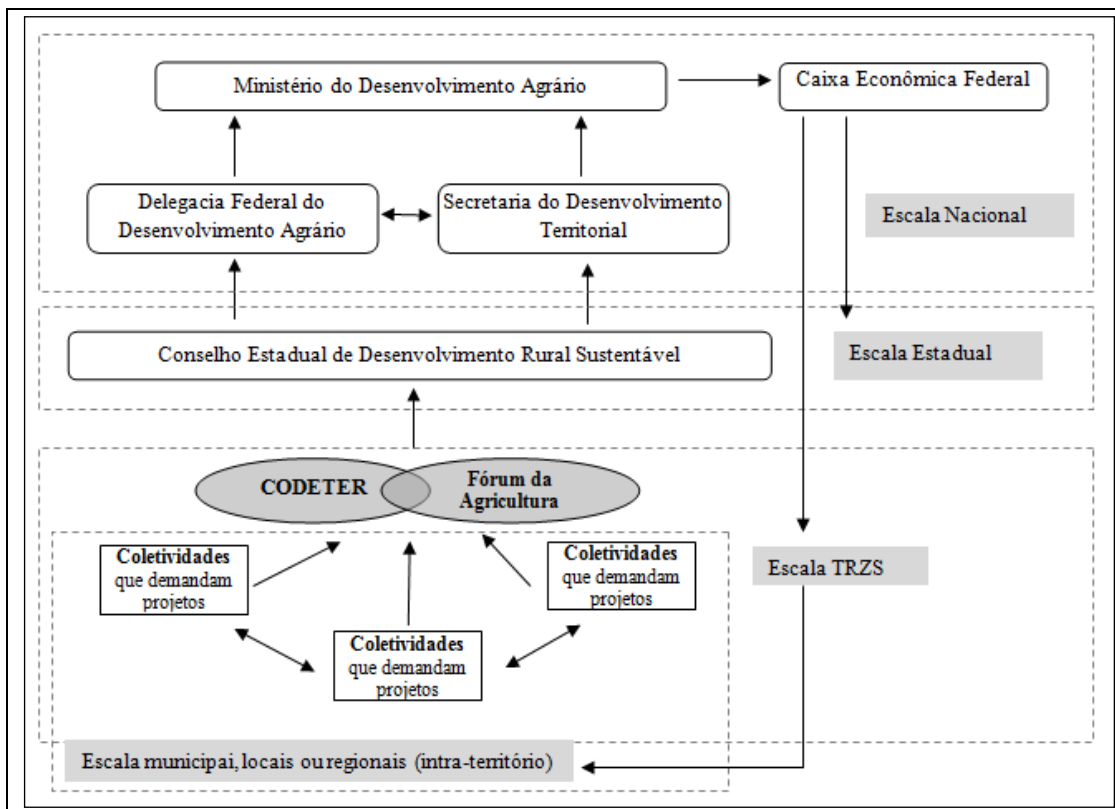 Ministério do Desenvolvimento Agrário
Caixa Econômica Federal
Delegacia Federal do
Desenvolvimento Agrário
Secretaria do Desenvolvimento
Territorial
Escala Nacional
Conselho Estadual de Desenvolvimento Rural Sustentável
Escala Estadual
CODETER
Fórum da
Agricultura
Coletividades
que demandam
projetos
Coletividades
que demandam
projetos
Escala TRZS
Coletividades
que demandam
projetos
Escala municipai, locais ou regionais (intra-território)